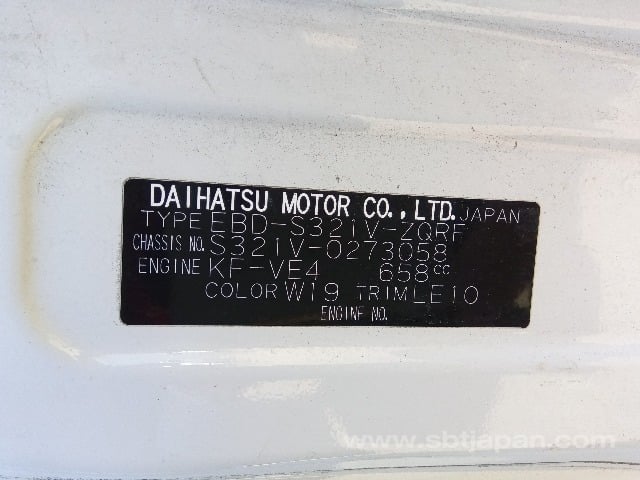 DAIHATSU MOTOR CO., LTD. JAPAN
TYPE EBD-S321V-ZQRF
CHASSIS NO. S321V-0273058
ENGINE KF-VE4 658cc
COLOR W19 TRIM LE10
ENGINE NO.
www.sbtjapan.com